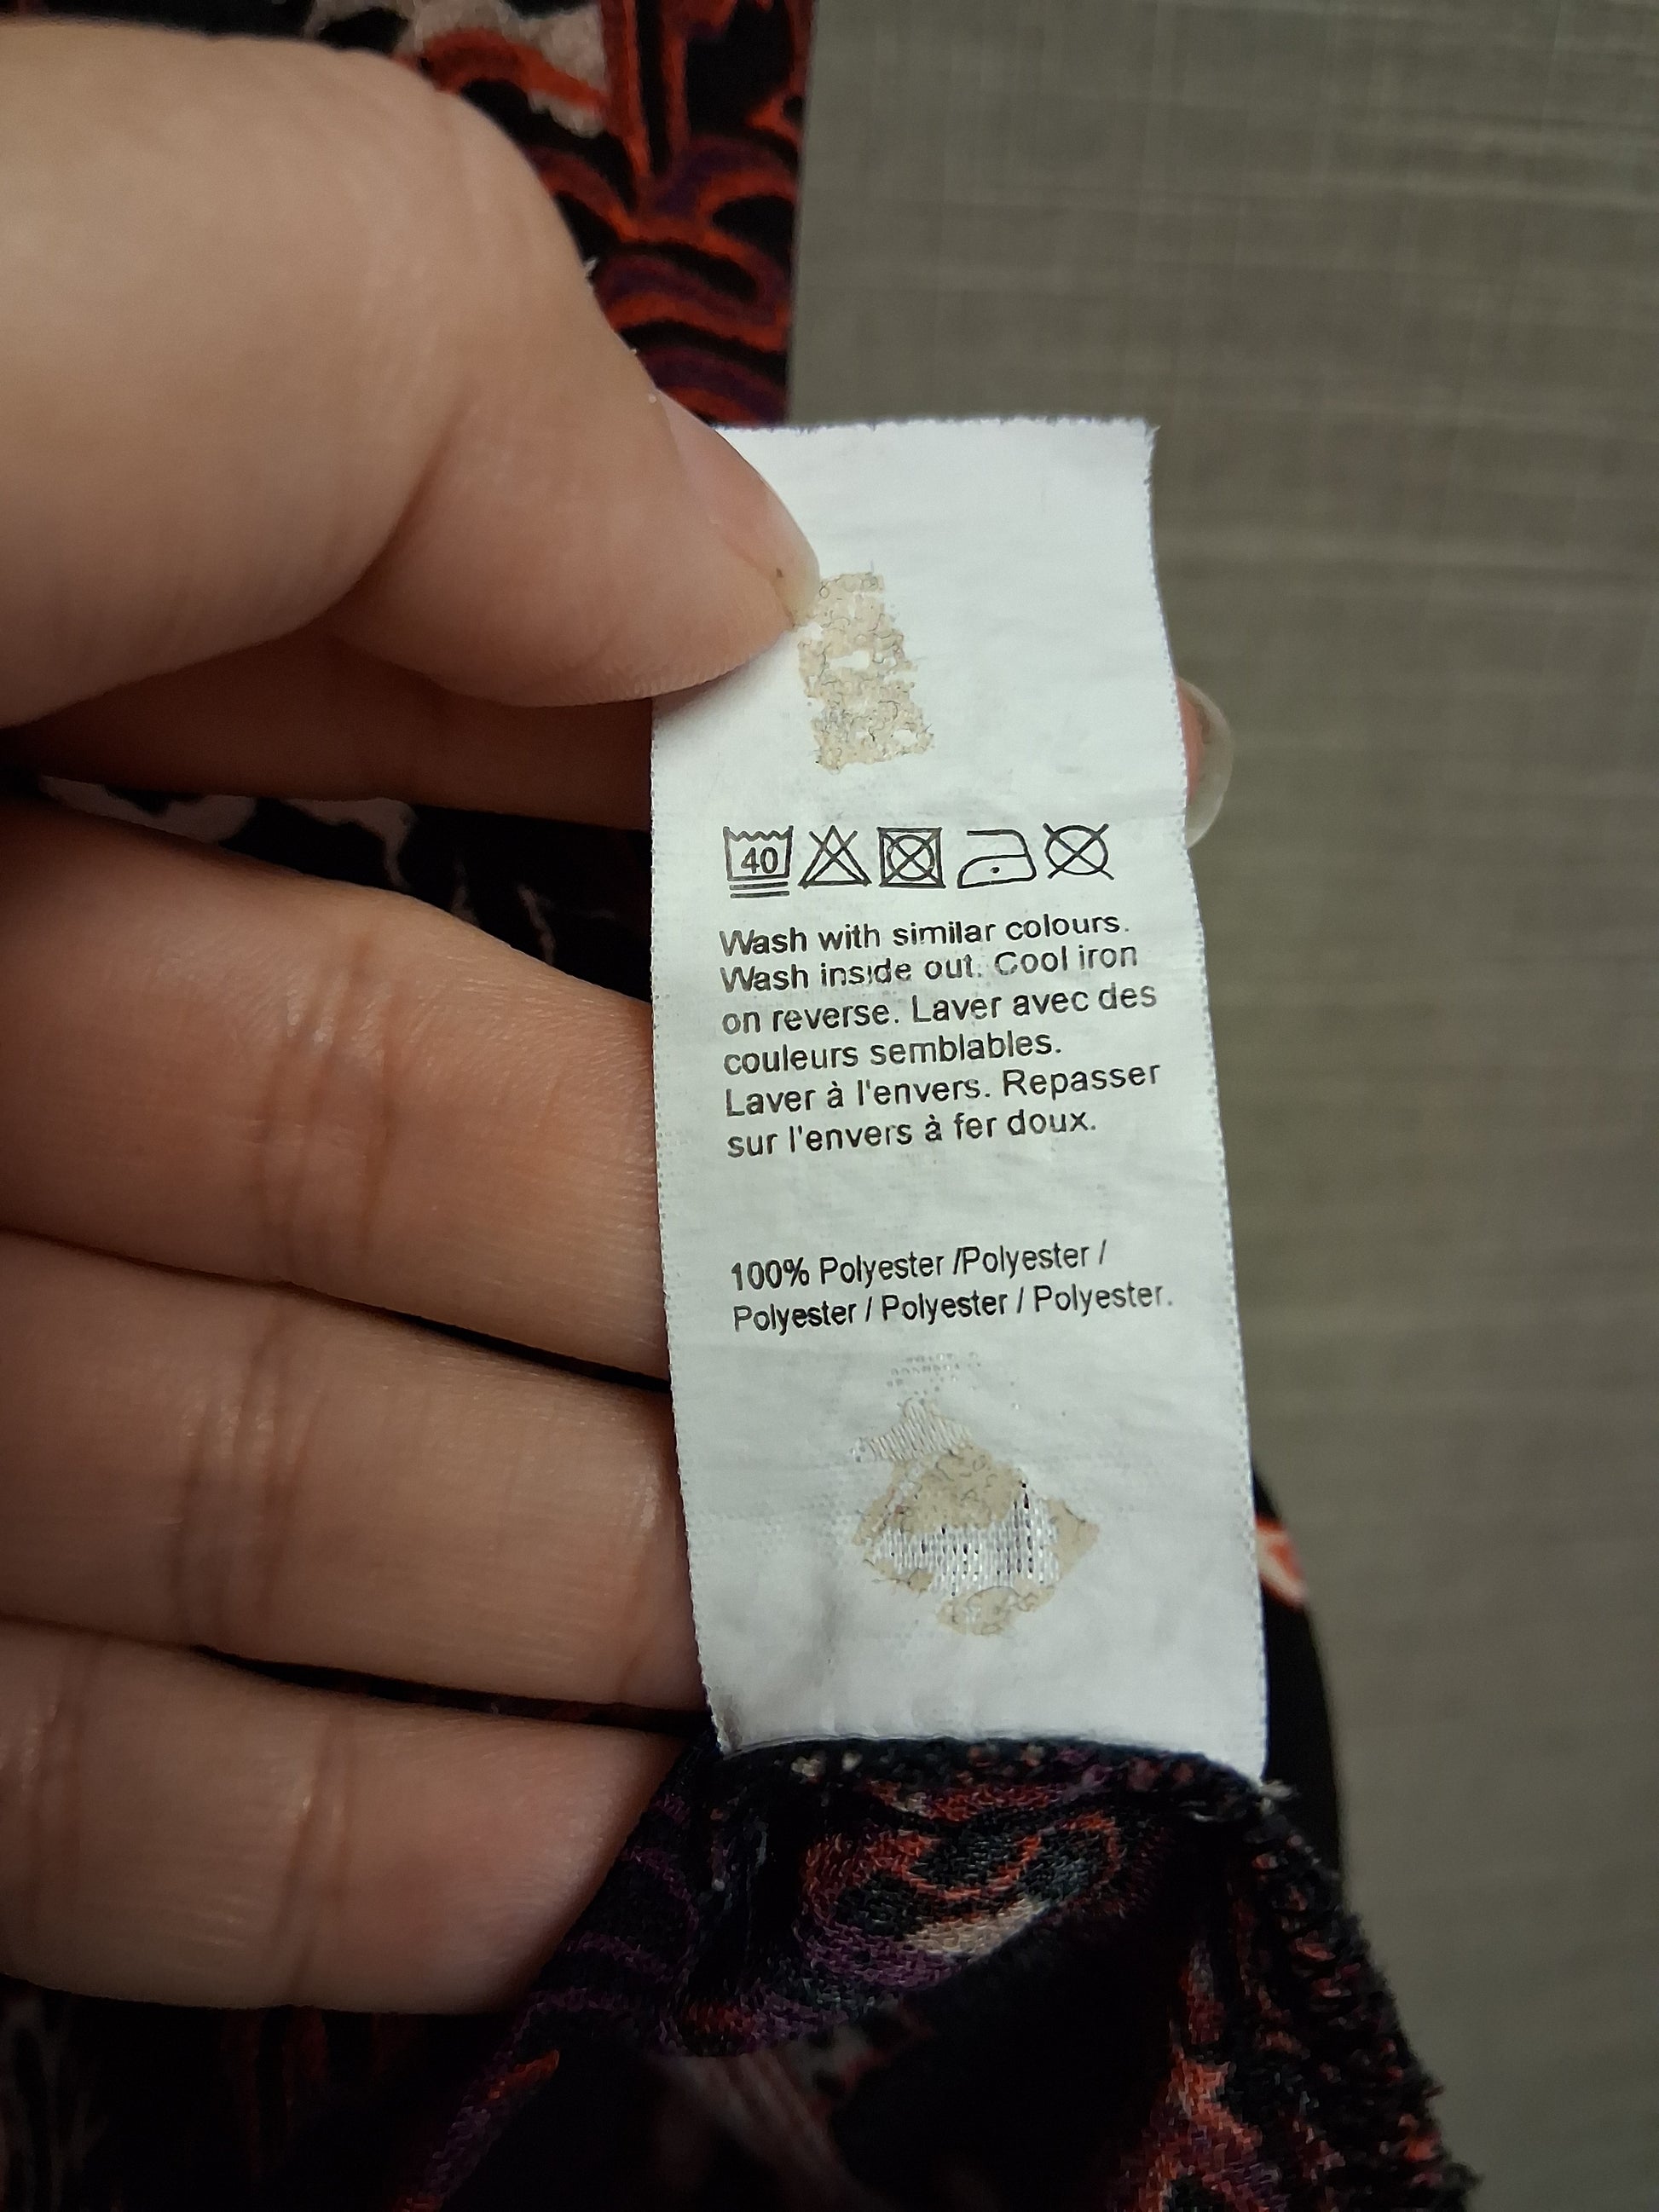 40
Wash with similar colours.
Wash inside out. Cool iron
on reverse. Laver avec des
couleurs semblables.
Laver à l'envers. Repasser
sur l'envers à fer doux.
100% Polyester /Polyester /
Polyester / Polyester / Polyester.